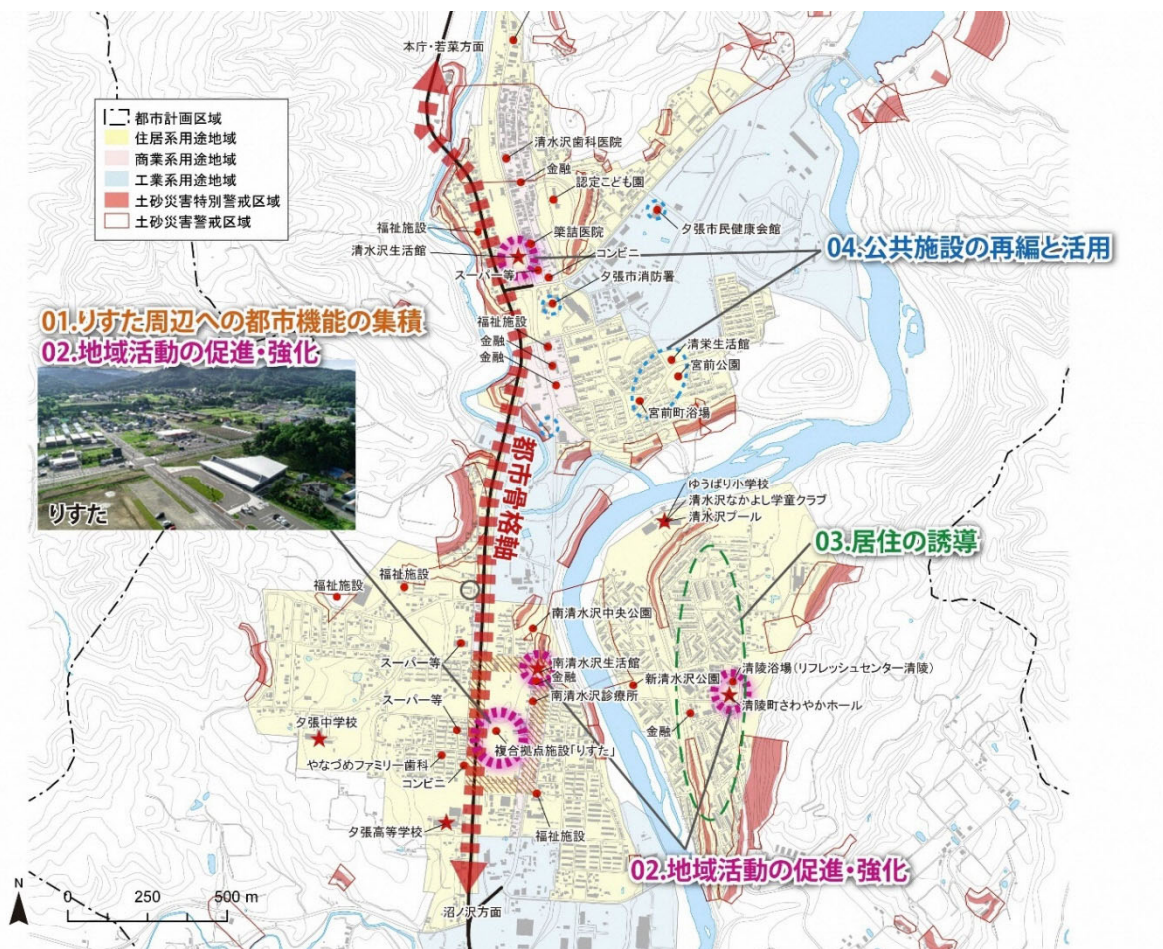 本庁・若菜方面
都市計画区域
住居系用途地域
商業系用途地域
工業系用途地域
土砂災害特別警戒区域
土砂災害警戒区域
清水沢歯科医院
金融
認定こども園
福祉施設
清水沢生活館
簗詰医院
コンビニ
スーパー等
夕張市民健康会館
04.公共施設の再編と活用
夕張市消防署
01.りすた周辺への都市機能の集積
02.地域活動の促進・強化
福祉施設
金融
金融
清栄生活館
宮前公園
宮前町浴場
りすた
都市骨格軸
ゆうばり小学校
清水沢なかよし学童クラブ
清水沢プール
03.居住の誘導
福祉施設
福祉施設
南清水沢中央公園
スーパー等
南清水沢生活館
金融
南清水沢診療所
新清水沢公園
清陵浴場(リフレッシュセンター清陵)
清陵町さわやかホール
金融
スーパー等
夕張中学校
複合拠点施設「りすた」
やなづめファミリー歯科
コンビニ
夕張高等学校
福祉施設
02.地域活動の促進・強化
沼ノ沢方面
N
0 250 500 m